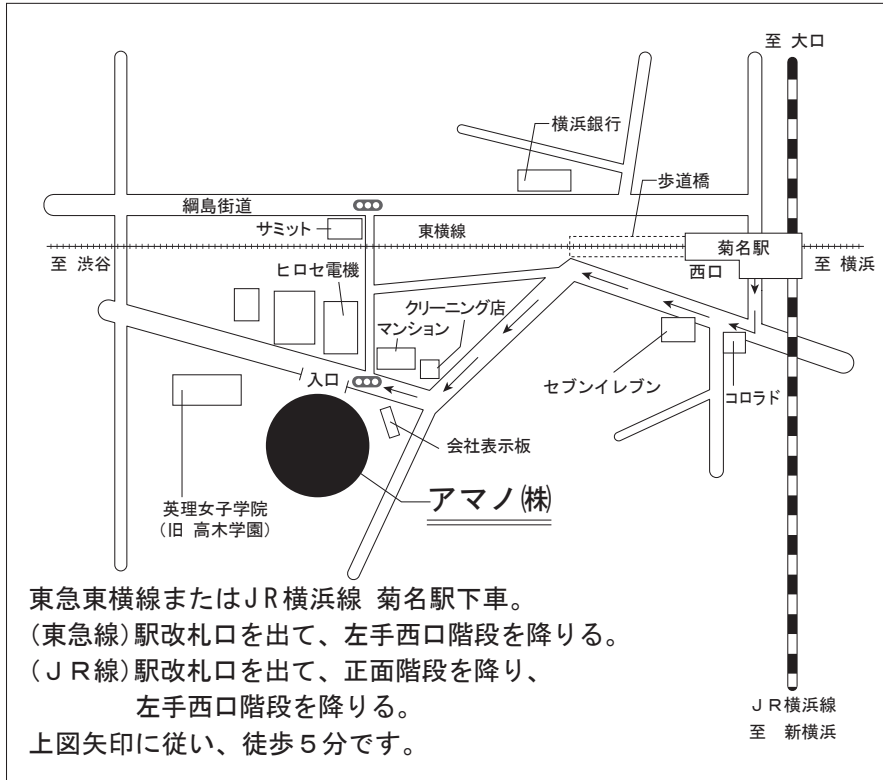 至 大口
横浜銀行
歩道橋
綱島街道
サミット
東横線
菊名駅
至 渋谷
西口
至 横浜
ヒロセ電機
クリーニング店
マンション
入口
セブンイレブン
コロラド
会社表示板
アマノ㈱
英理女子学院
(旧 高木学園)
東急東横線またはJR横浜線 菊名駅下車。
(東急線)駅改札口を出て、左手西口階段を降りる。
(JR線)駅改札口を出て、正面階段を降り、
左手西口階段を降りる。
上図矢印に従い、徒歩5分です。
JR横浜線
至 新横浜